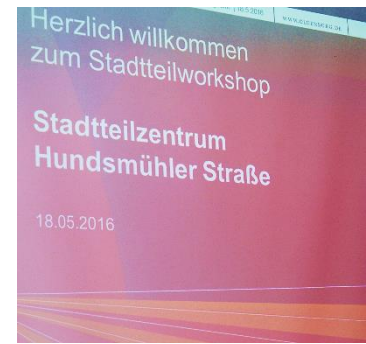 Herzlich willkommen
zum Stadtteilworkshop
Stadtteilzentrum
Hundsmühler Straße
18.05.2016